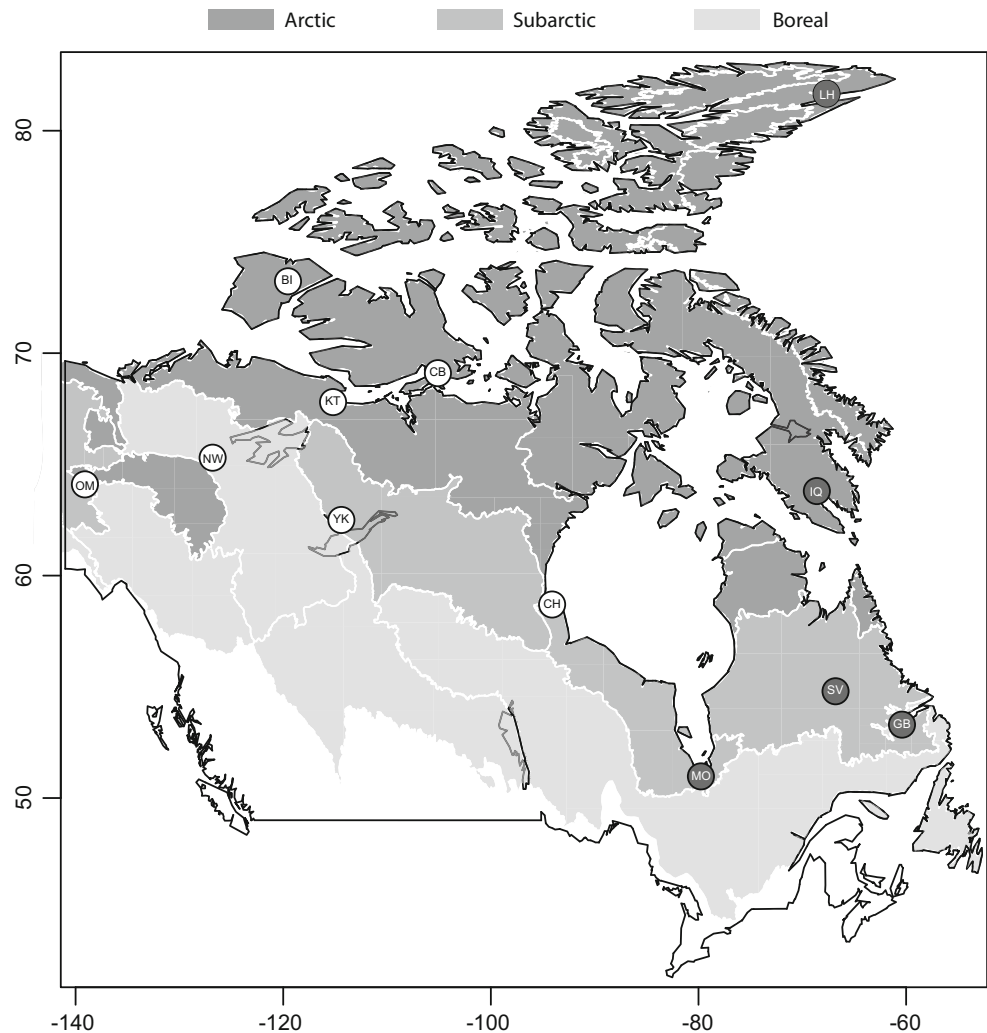 Arctic Subarctic Boreal
LH
80
BI
CB
70
KT
NW
OM
IQ
YK
60
CH
SV
GB
MO
50
-140 -120 -100 -80 -60